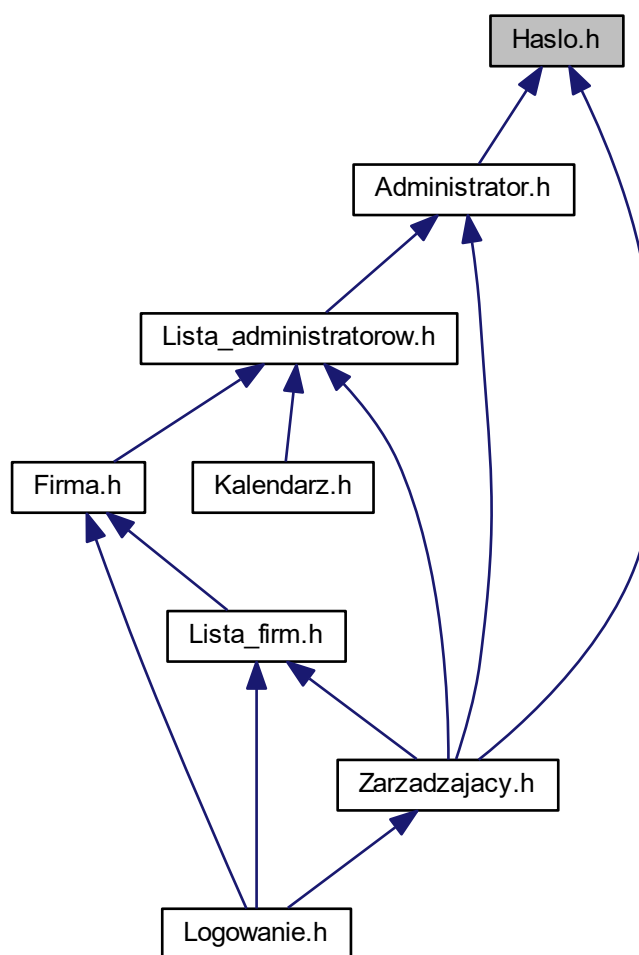 Haslo.h
Administrator.h
Lista_administratorow.h
Firma.h
Kalendarz.h
Lista_firm.h
Zarzadzajacy.h
Logowanie.h